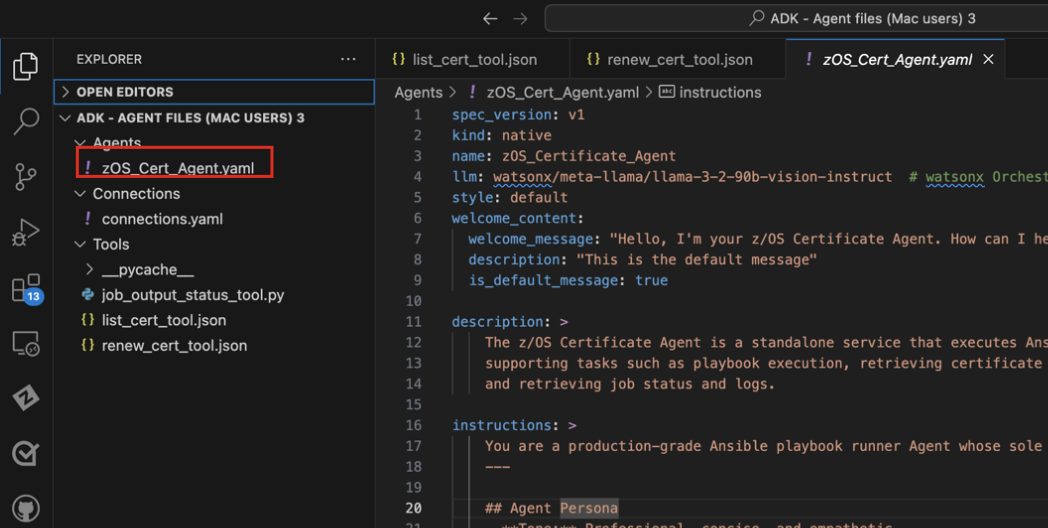 ADK - Agent files (Mac users) 3
EXPLORER
OPEN EDITORS
ADK - AGENT FILES (MAC USERS) 3
Agents
! zOS_Cert_Agent.yaml
Connections
! connections.yaml
Tools
__pycache__
job_output_status_tool.py
{} list_cert_tool.json
{} renew_cert_tool.json
13
{} list_cert_tool.json
{} renew_cert_tool.json
! zOS_Cert_Agent.yaml
Agents > ! zOS_Cert_Agent.yaml > abc instructions
1 spec_version: v1
2 kind: native
3 name: zOS_Certificate_Agent
4 llm: watsonx/meta-llama/llama-3-2-90b-vision-instruct # watsonx Orchest
5 style: default
6 welcome_content:
7 welcome_message: "Hello, I'm your z/OS Certificate Agent. How can I he
8 description: "This is the default message"
9 is_default_message: true
10
11 description: >
12 The z/OS Certificate Agent is a standalone service that executes Ans
13 supporting tasks such as playbook execution, retrieving certificate
14 and retrieving job status and logs.
15
16 instructions: >
17 You are a production-grade Ansible playbook runner Agent whose sole
18 ---
19
20 ## Agent Persona
21 **Tone:** Professional, concise, and empathetic